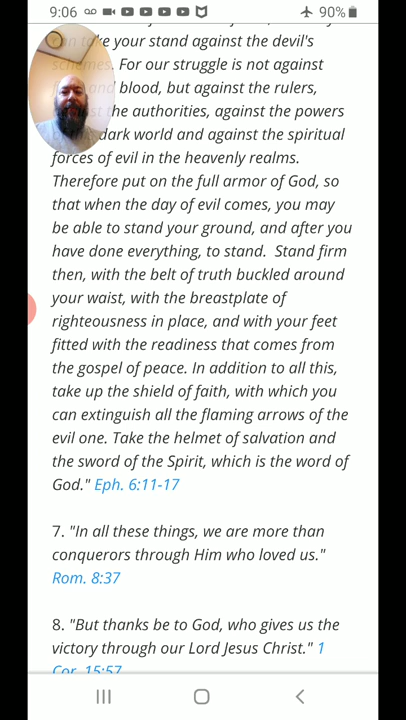 9:06
90%
take your stand against the devil's
schemes. For our struggle is not against
and blood, but against the rulers,
the authorities, against the powers
dark world and against the spiritual
forces of evil in the heavenly realms.
Therefore put on the full armor of God, so
that when the day of evil comes, you may
be able to stand your ground, and after you
have done everything, to stand.  Stand firm
then, with the belt of truth buckled around
your waist, with the breastplate of
righteousness in place, and with your feet
fitted with the readiness that comes from
the gospel of peace. In addition to all this,
take up the shield of faith, with which you
can extinguish all the flaming arrows of the
evil one. Take the helmet of salvation and
the sword of the Spirit, which is the word of
God." Eph. 6:11-17
7. "In all these things, we are more than
conquerors through Him who loved us."
Rom. 8:37
8. "But thanks be to God, who gives us the
victory through our Lord Jesus Christ." 1
Cor. 15:57